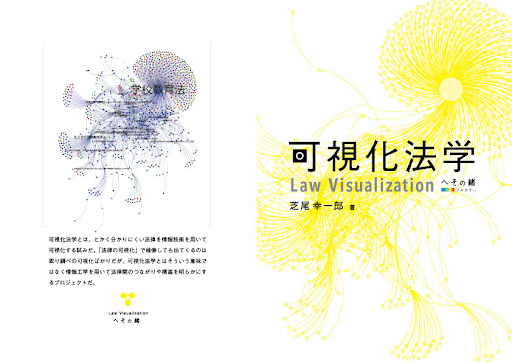 学校教育法
可視化法学とは、とかく分かりにくい法律を情報技術を用いて
可視化する試みだ。「法律の可視化」で検索しても出てくるのは
取り調べの可視化ばかりだが、可視化法学とはそういう意味で
はなく情報工学を用いて法律間のつながりや構造を明らかにす
るプロジェクトだ。
Law Visualization
へその緒
可視化法学
Law Visualization へその緒
フルカラー
芝尾 幸一郎 著